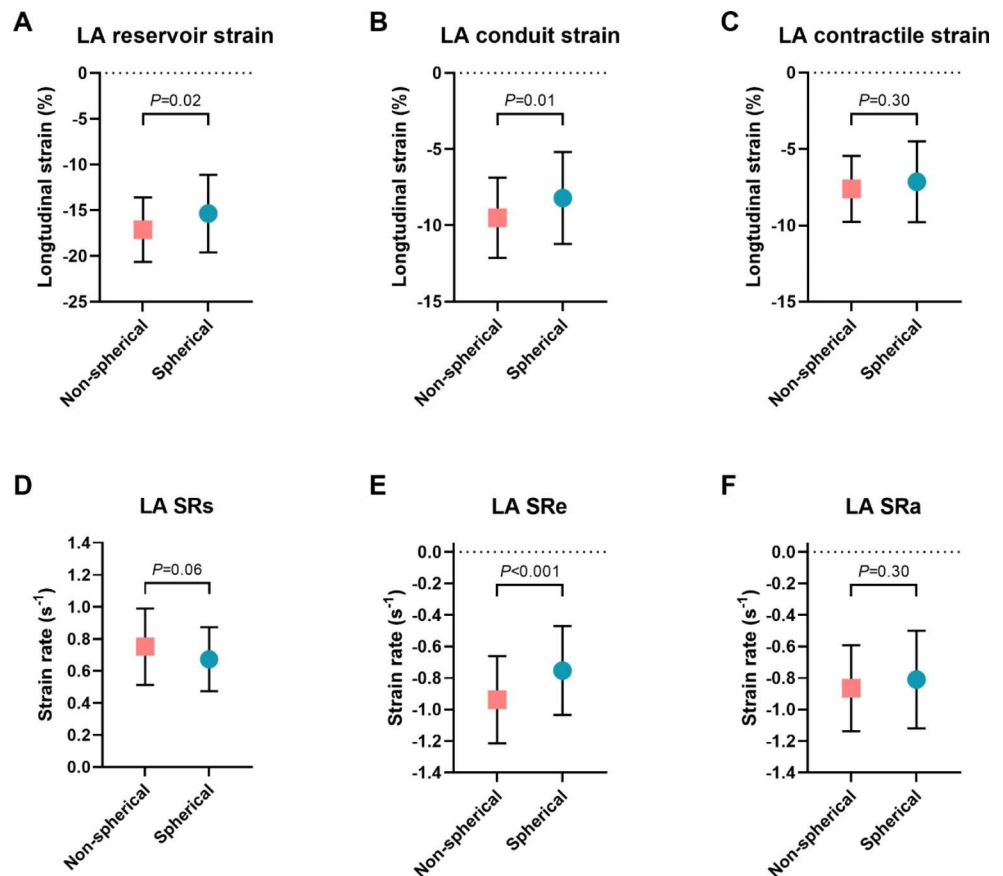 A
LA reservoir strain
Longtudinal strain (%)
0
-5
-10
-15
-20
-25
P=0.02
Non-spherical
Spherical
B
LA conduit strain
Longtudinal strain (%)
0
-5
-10
-15
P=0.01
Non-spherical
Spherical
C
LA contractile strain
Longtudinal strain (%)
0
-5
-10
-15
P=0.30
Non-spherical
Spherical
D
LA SRs
Strain rate (s⁻¹)
1.4
1.2
1.0
0.8
0.6
0.4
0.2
0.0
P=0.06
Non-spherical
Spherical
E
LA SRe
Strain rate (s⁻¹)
0.0
-0.2
-0.4
-0.6
-0.8
-1.0
-1.2
-1.4
P<0.001
Non-spherical
Spherical
F
LA SRa
Strain rate (s⁻¹)
0.0
-0.2
-0.4
-0.6
-0.8
-1.0
-1.2
-1.4
P=0.30
Non-spherical
Spherical